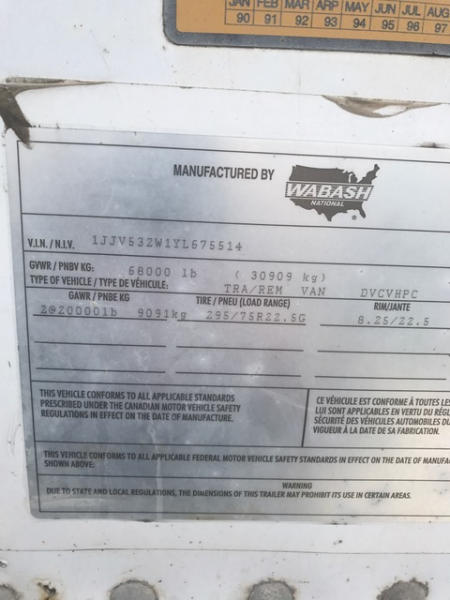 JAN FEB MAR APR MAY JUN JUL AUG
90 91 92 93 94 95 96 97
MANUFACTURED BY
WABASH
NATIONAL
V.I.N. / N.I.V. 1JJV532W1YL675514
GVWR / PNBV KG: 68000 lb ( 30909 kg)
TYPE OF VEHICLE / TYPE DE VÉHICULE: TRA/REM VAN DVCVHPC
GAWR / PNBE KG TIRE / PNEU (LOAD RANGE) RIM/JANTE
2@20000lb 9091kg 295/75R22.5G 8.25/22.5
THIS VEHICLE CONFORMS TO ALL APPLICABLE STANDARDS
PRESCRIBED UNDER THE CANADIAN MOTOR VEHICLE SAFETY
REGULATIONS IN EFFECT ON THE DATE OF MANUFACTURE.
CE VÉHICULE EST CONFORME À TOUTES LES
LUI SONT APPLICABLES EN VERTU DU RÉGL
SÉCURITÉ DES VÉHICULES AUTOMOBILES DU
VIGUEUR À LA DATE DE SA FABRICATION.
THIS VEHICLE CONFORMS TO ALL APPLICABLE FEDERAL MOTOR VEHICLE SAFETY STANDARDS IN EFFECT ON THE DATE OF MANUFA
SHOWN ABOVE:
WARNING
DUE TO STATE AND LOCAL REGULATIONS, THE DIMENSIONS OF THIS TRAILER MAY PROHIBIT ITS USE IN CERTAIN AREAS.